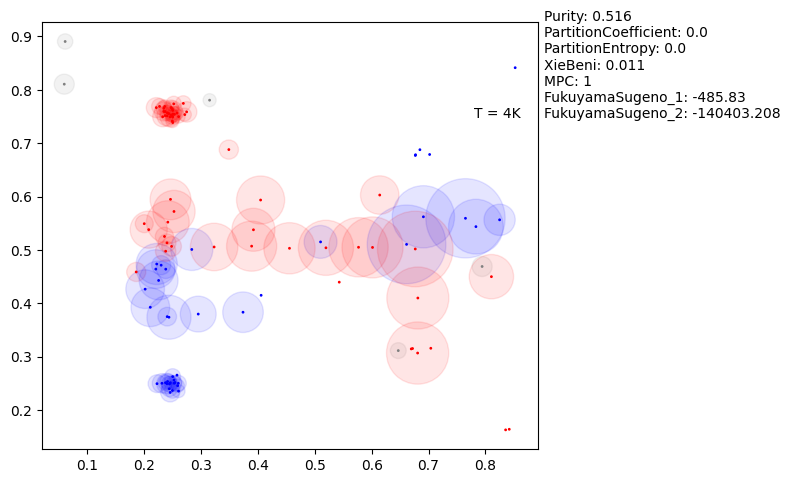 Purity: 0.516
PartitionCoefficient: 0.0
PartitionEntropy: 0.0
XieBeni: 0.011
MPC: 1
FukuyamaSugeno_1: -485.83
FukuyamaSugeno_2: -140403.208
T = 4K
0.9
0.8
0.7
0.6
0.5
0.4
0.3
0.2
0.1 0.2 0.3 0.4 0.5 0.6 0.7 0.8